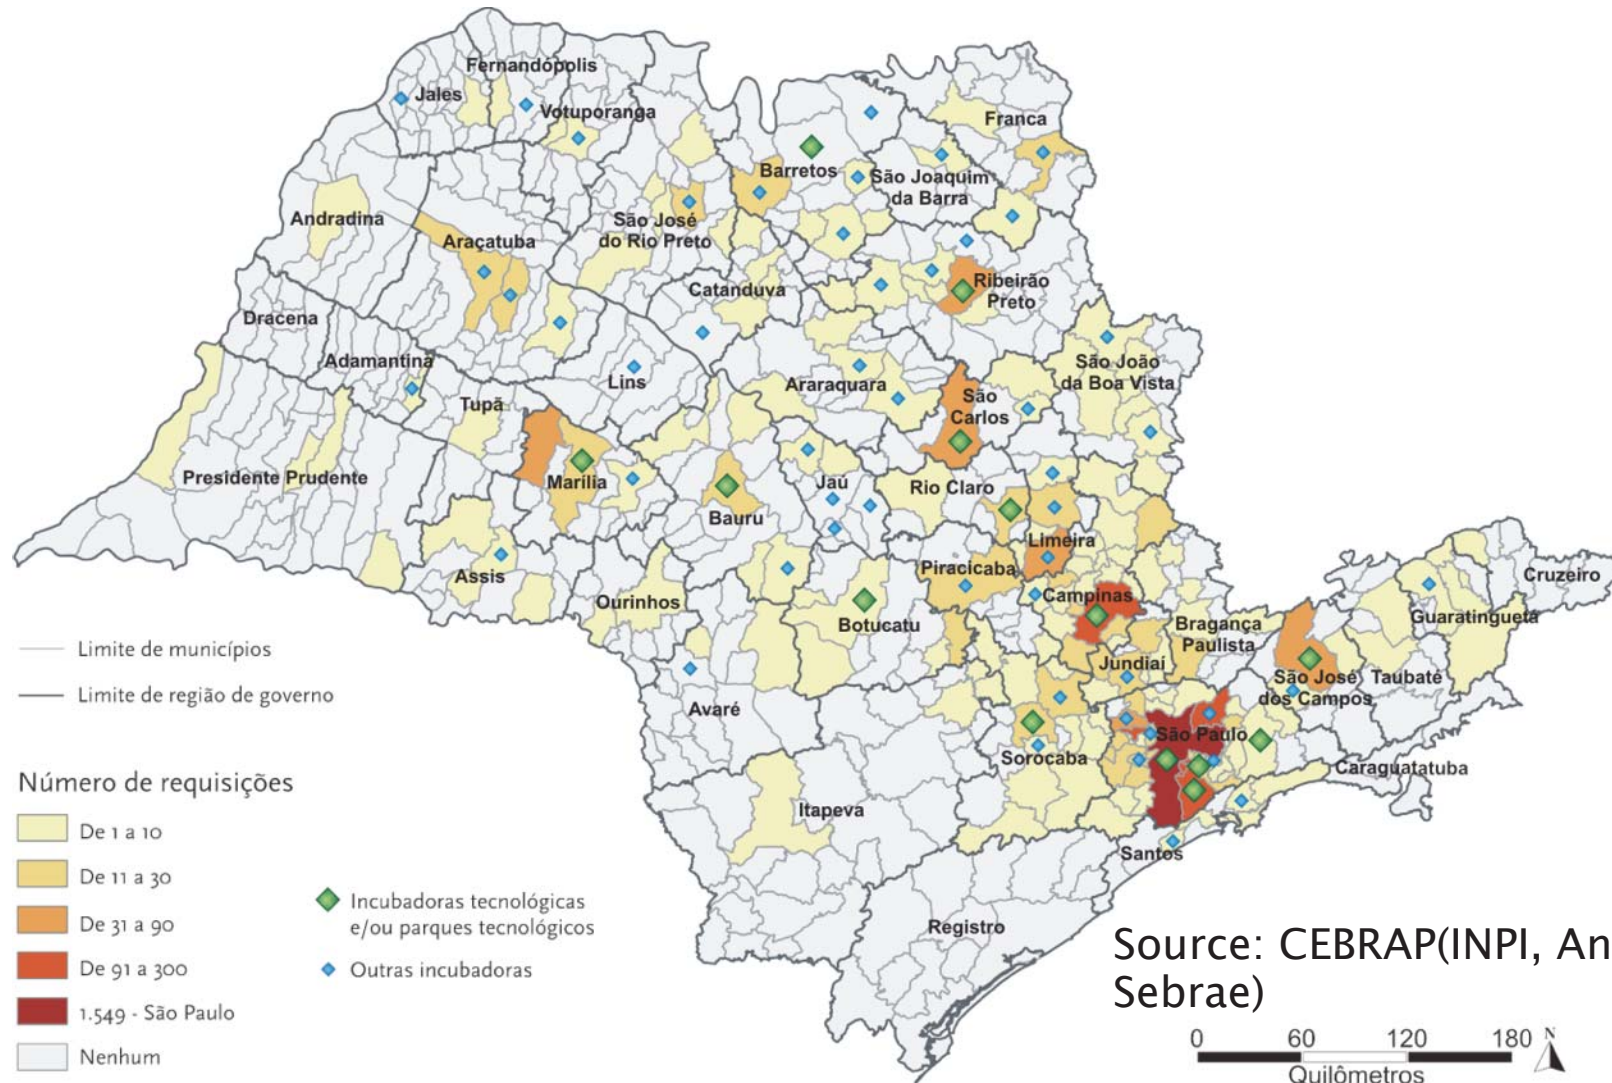 Fernandópolis
Jales
Votuporanga
Franca
Barretos
São Joaquim
da Barra
Andradina
São José
do Rio Preto
Araçatuba
Catanduva
Ribeirão
Preto
Dracena
Adamantina
Lins
Araraquara
São João
da Boa Vista
Tupã
São
Carlos
Presidente Prudente
Marília
Bauru
Jaú
Rio Claro
Limeira
Piracicaba
Assis
Ourinhos
Botucatu
Campinas
Bragança
Paulista
Jundiaí
Cruzeiro
Guaratinguetá
Taubaté
São José
dos Campos
Avaré
São Paulo
Sorocaba
Caraguatatuba
Itapeva
Santos
Registro
Limite de municípios
Limite de região de governo
Número de requisições
De 1 a 10
De 11 a 30
De 31 a 90
De 91 a 300
1.549 - São Paulo
Nenhum
Incubadoras tecnológicas
e/ou parques tecnológicos
Outras incubadoras
Source: CEBRAP(INPI, An
Sebrae)
0 60 120 180 N
Quilômetros